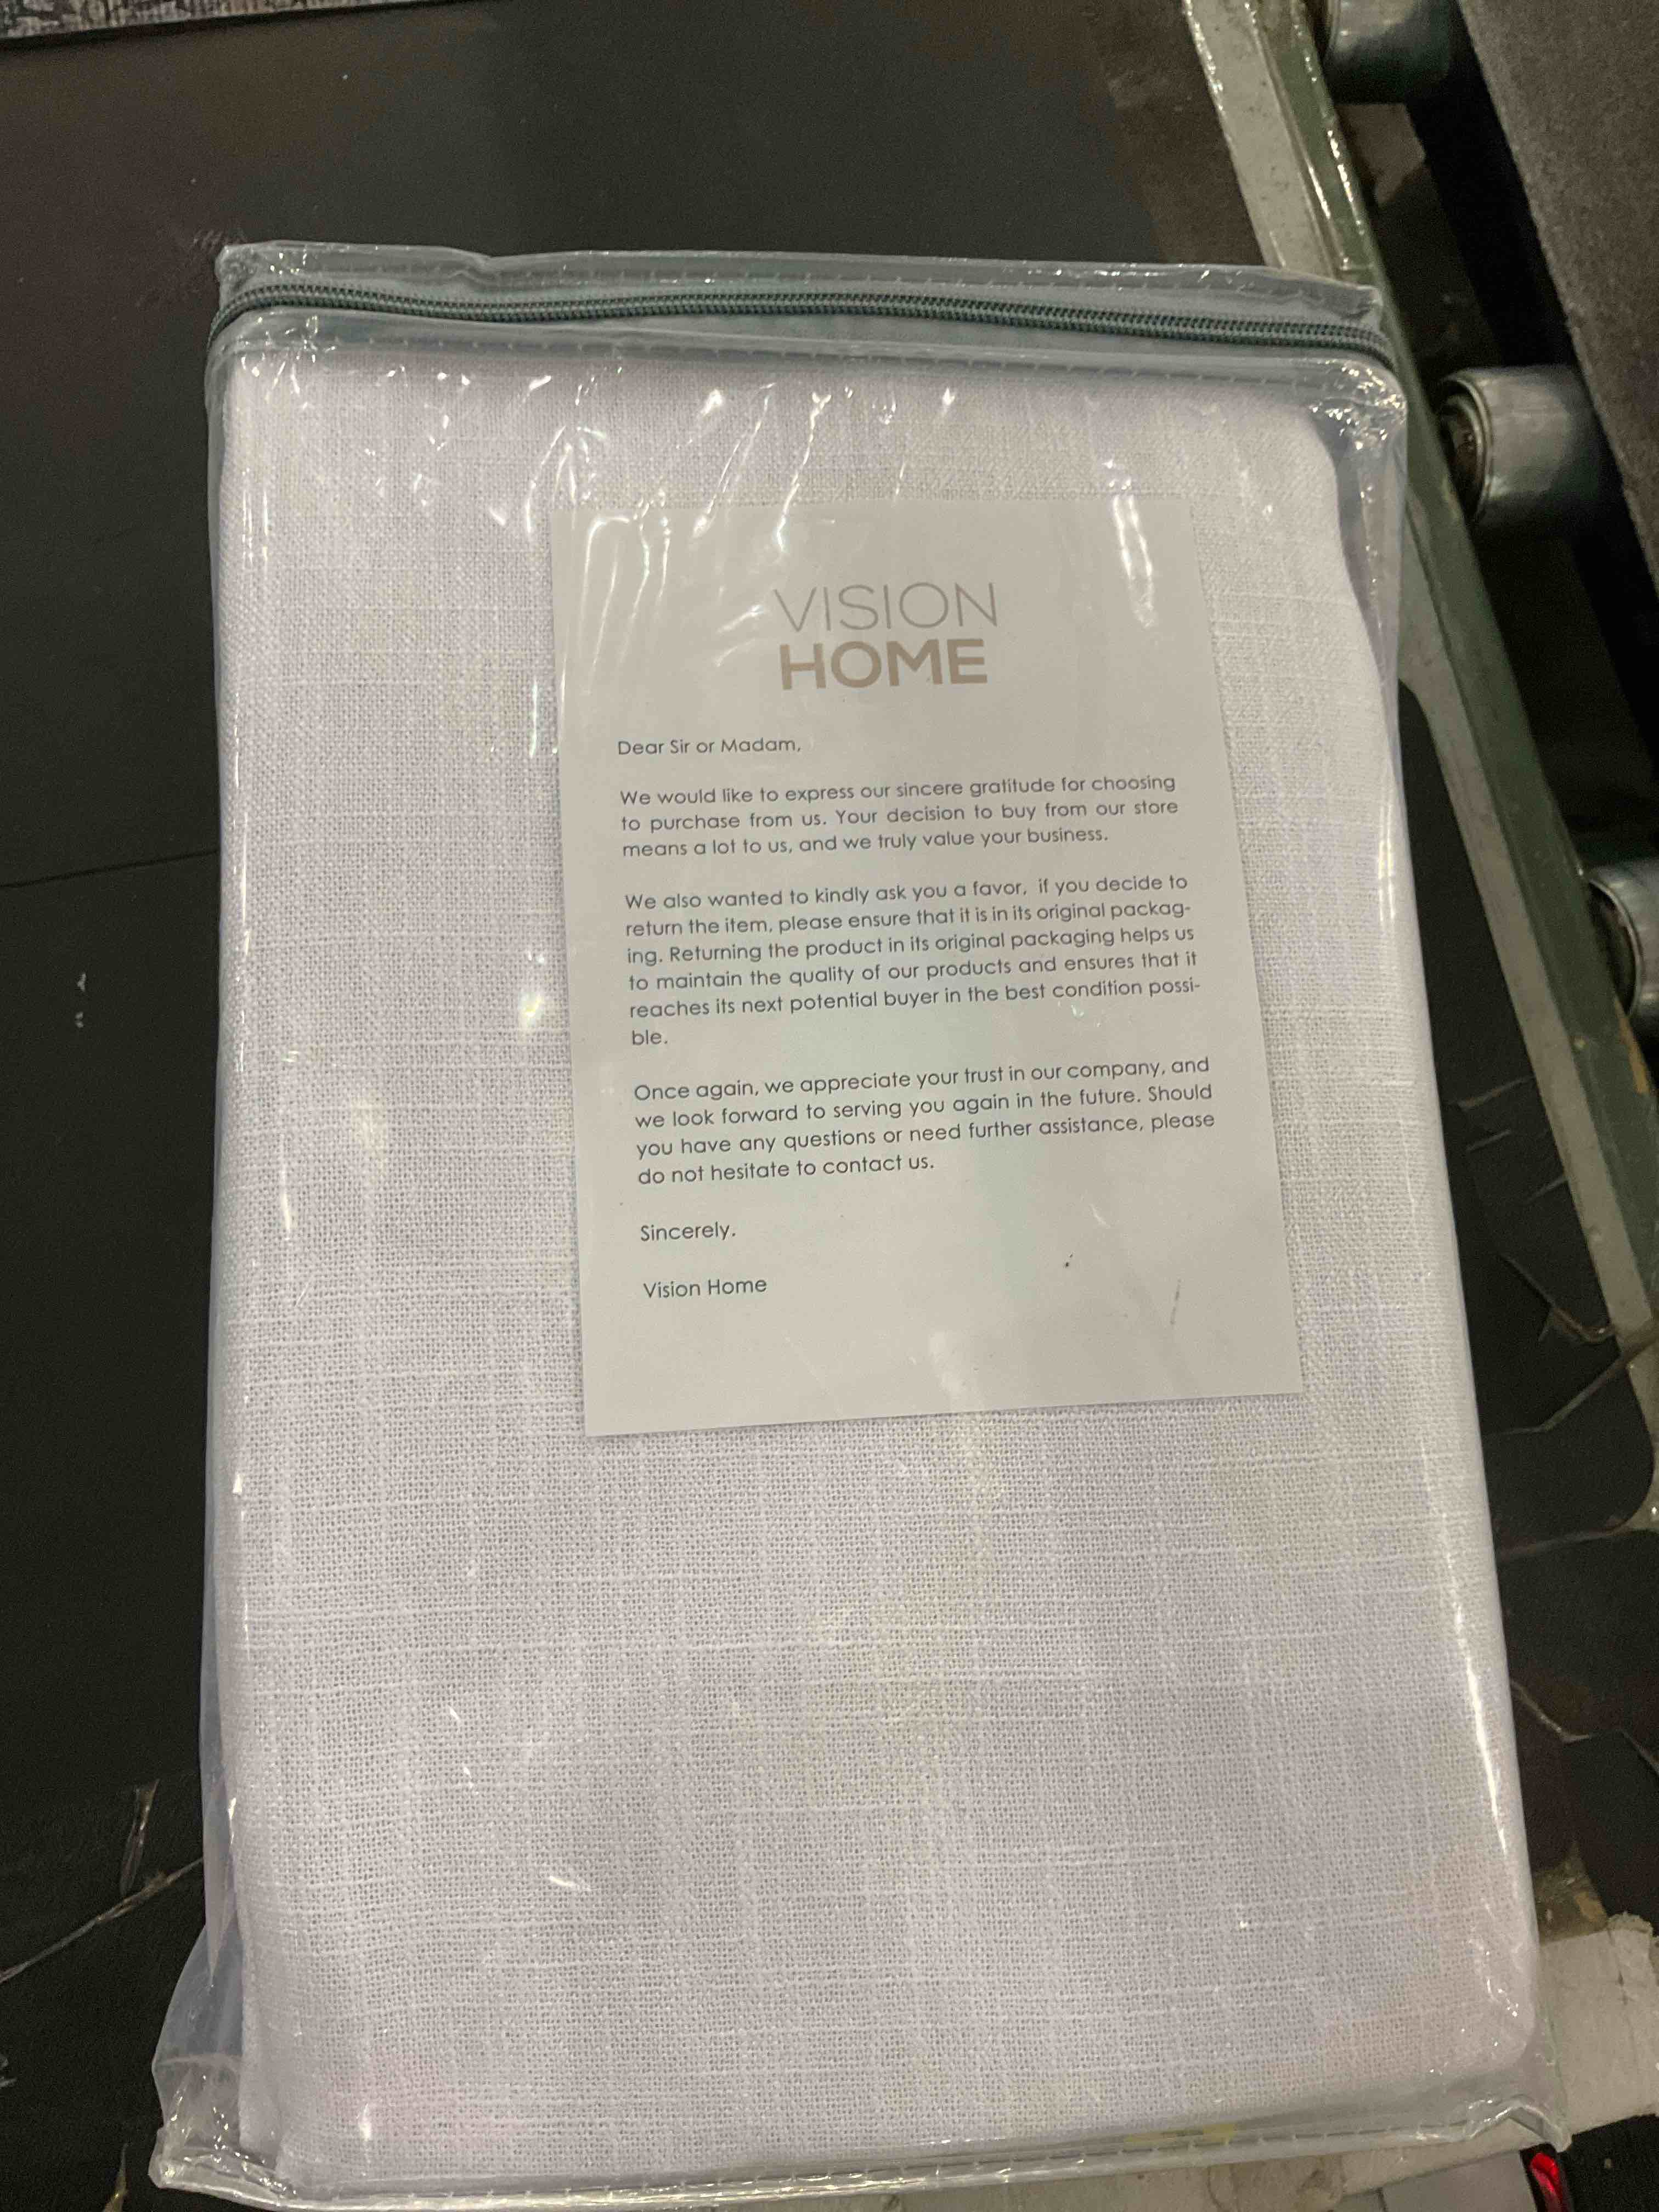 VISION
HOME
Dear Sir or Madam,
We would like to express our sincere gratitude for choosing
to purchase from us. Your decision to buy from our store
means a lot to us, and we truly value your business.
We also wanted to kindly ask you a favor, if you decide to
return the item, please ensure that it is in its original packag-
ing. Returning the product in its original packaging helps us
to maintain the quality of our products and ensures that it
reaches its next potential buyer in the best condition possi-
ble.
Once again, we appreciate your trust in our company, and
we look forward to serving you again in the future. Should
you have any questions or need further assistance, please
do not hesitate to contact us.
Sincerely.
Vision Home